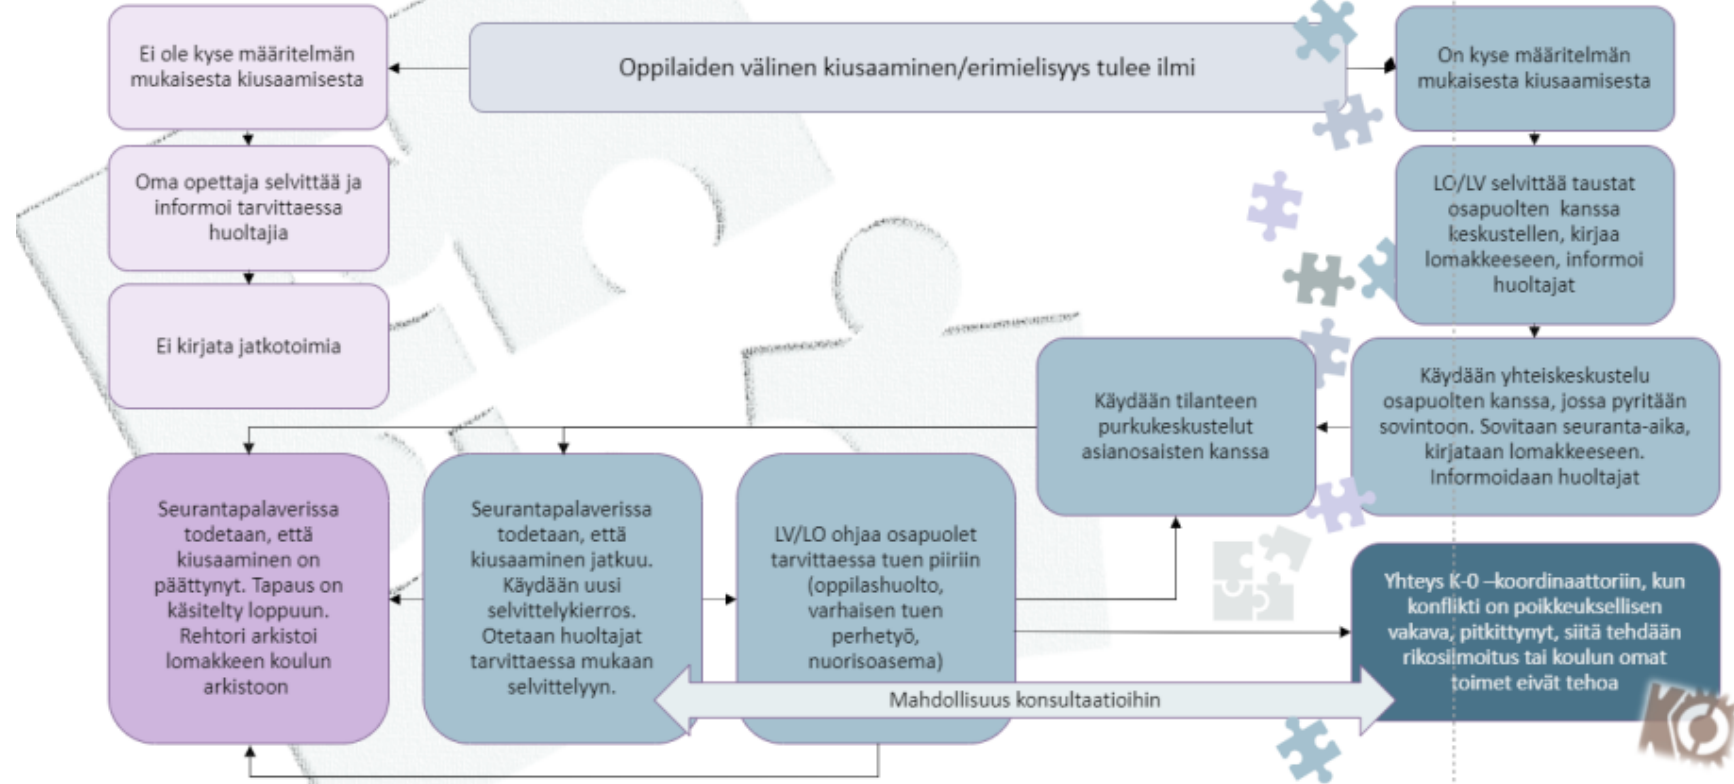 Oppilaiden välinen kiusaaminen/erimielisyys tulee ilmi
Ei ole kyse määritelmän
mukaisesta kiusaamisesta
Oma opettaja selvittää ja
informoi tarvittaessa
huoltajia
Ei kirjata jatkotoimia
On kyse määritelmän
mukaisesta kiusaamisesta
LO/LV selvittää taustat
osapuolten kanssa
keskustellen, kirjaa
lomakkeeseen, informoi
huoltajat
Käydään yhteiskeskustelu
osapuolten kanssa, jossa pyritään
sovintoon. Sovitaan seuranta-aika,
kirjataan lomakkeeseen.
Informoidaan huoltajat
Käydään tilanteen
purkukeskustelut
asianosaisten kanssa
Seurantapalaverissa
todetaan, että
kiusaaminen on
päättynyt. Tapaus on
käsitelty loppuun.
Rehtori arkistoi
lomakkeen koulun
arkistoon
Seurantapalaverissa
todetaan, että
kiusaaminen jatkuu.
Käydään uusi
selvittelykierros.
Otetaan huoltajat
tarvittaessa mukaan
selvittelyyn.
LV/LO ohjaa osapuolet
tarvittaessa tuen piiriin
(oppilashuolto,
varhaisen tuen
perhetyö,
nuorisoasema)
Yhteys K-0 –koordinaattoriin, kun
konflikti on poikkeuksellisen
vakava, pitkittynyt, siitä tehdään
rikosilmoitus tai koulun omat
toimet eivät tehoa
Mahdollisuus konsultaatioihin
KO